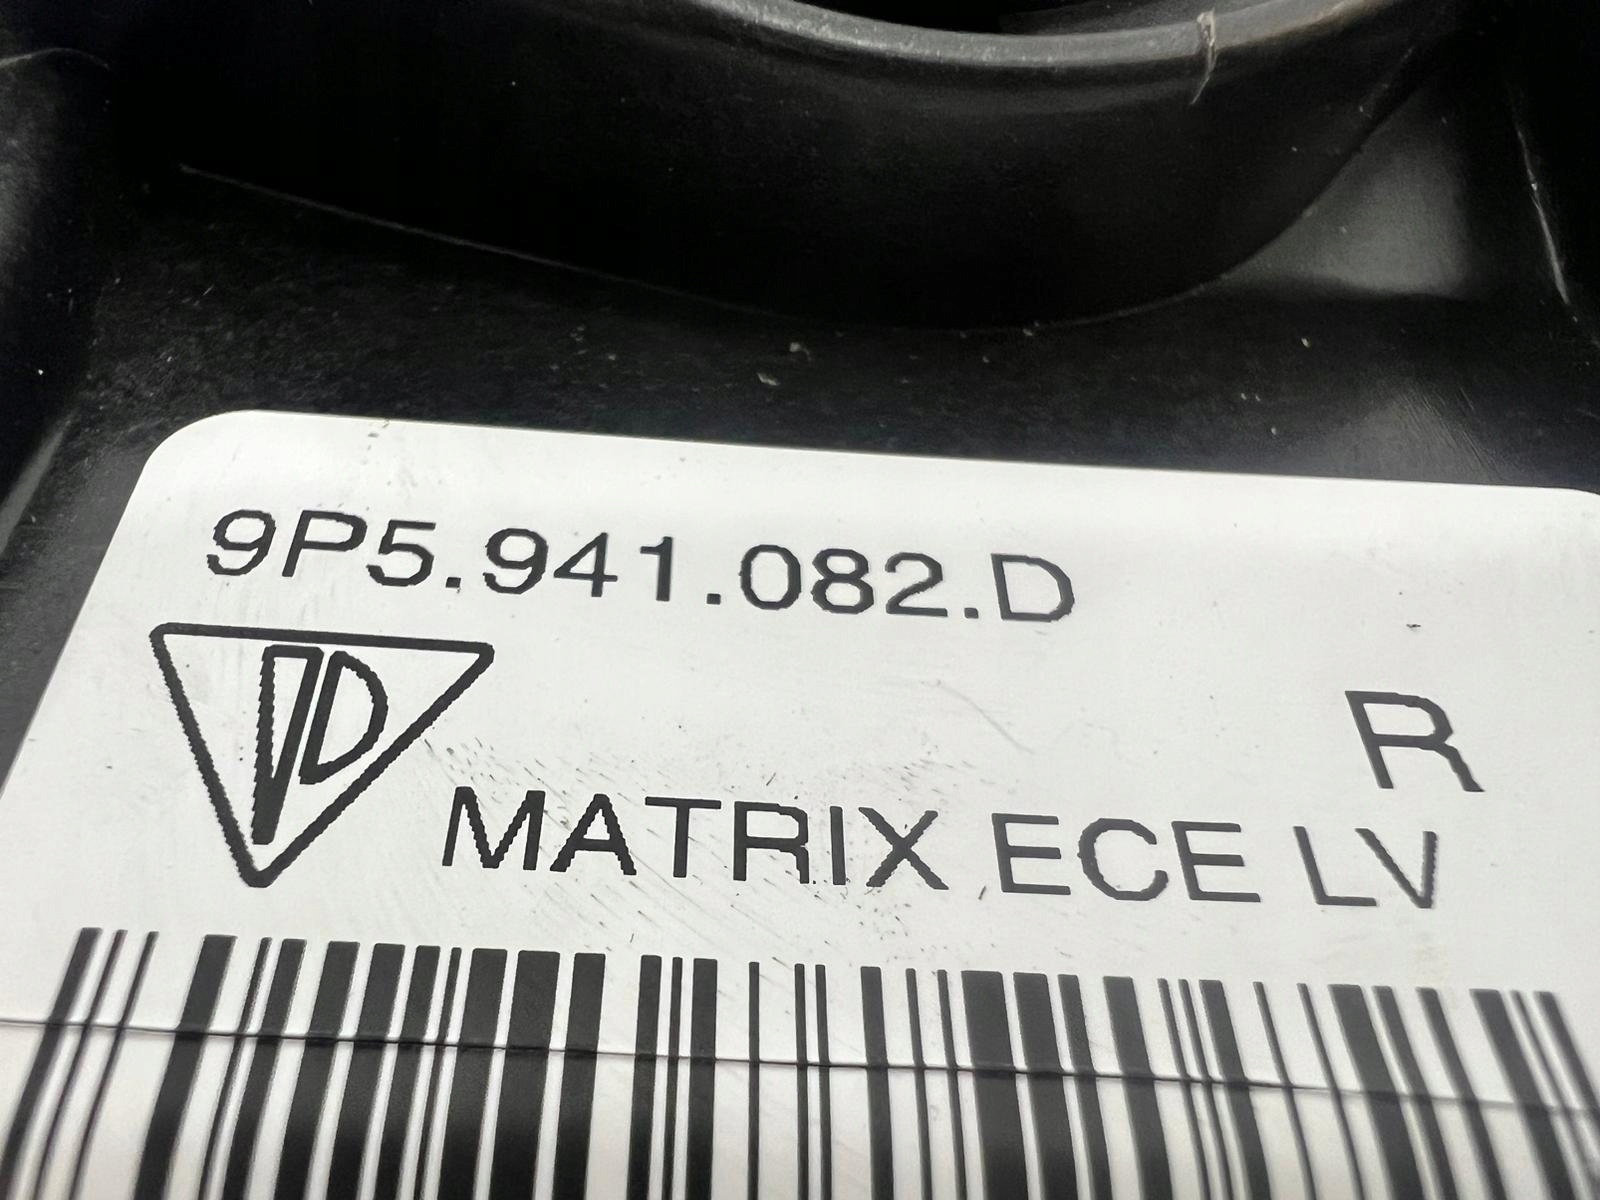 9P5.941.082.D
R
MATRIX ECE LV